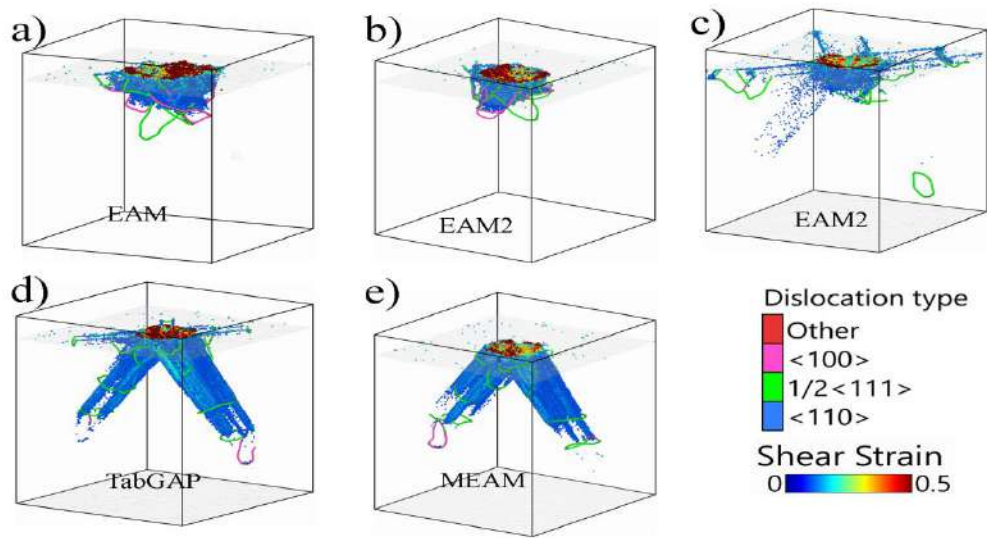 a)
EAM
b)
EAM2
c)
EAM2
d)
TabGAP
e)
MEAM
Dislocation type
Other
<100>
1/2<111>
<110>
Shear Strain
0 0.5